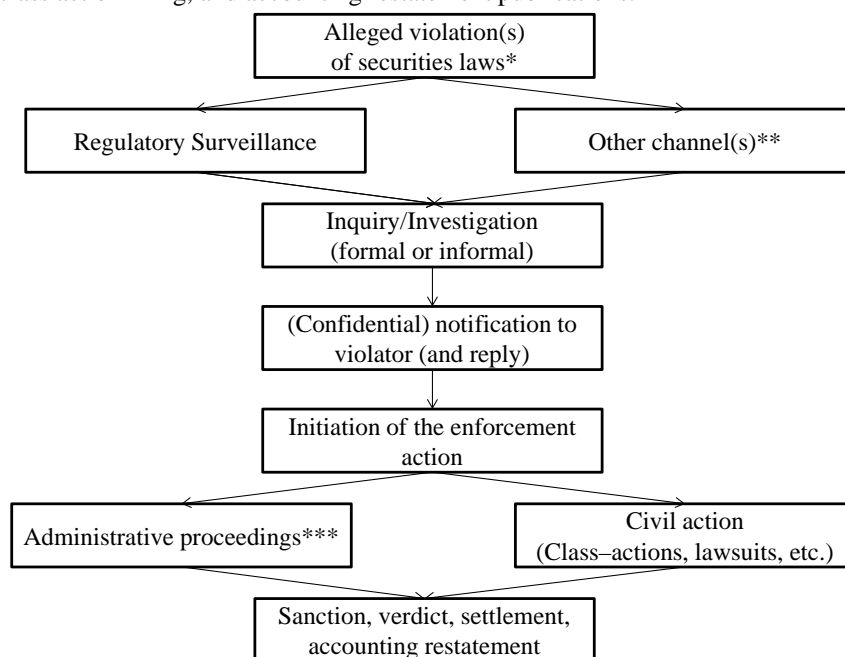 Alleged violation(s)
of securities laws*
Regulatory Surveillance
Other channel(s)**
Inquiry/Investigation
(formal or informal)
(Confidential) notification to
violator (and reply)
Initiation of the enforcement
action
Administrative proceedings***
Civil action
(Class–actions, lawsuits, etc.)
Sanction, verdict, settlement,
accounting restatement